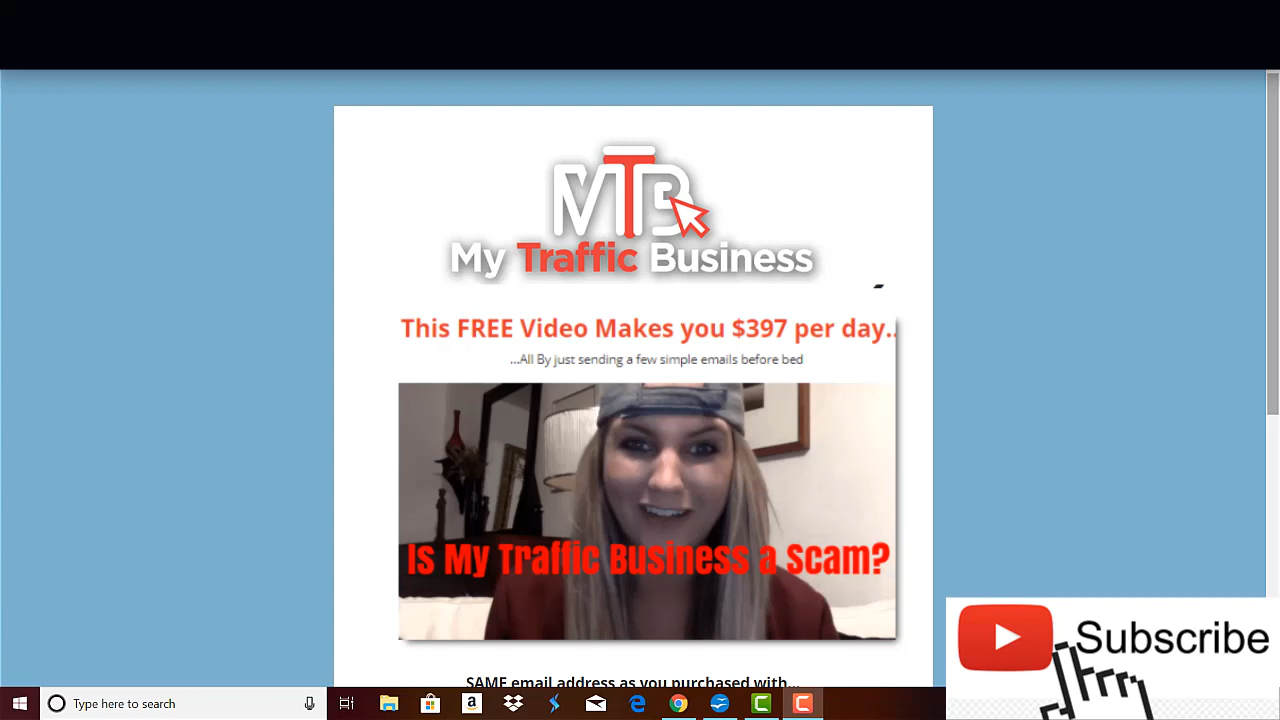 MTB
My Traffic Business
This FREE Video Makes you $397 per day..
...All By just sending a few simple emails before bed
Is My Traffic Business a Scam?
SAME email address as you purchased with...
Subscribe
Type here to search